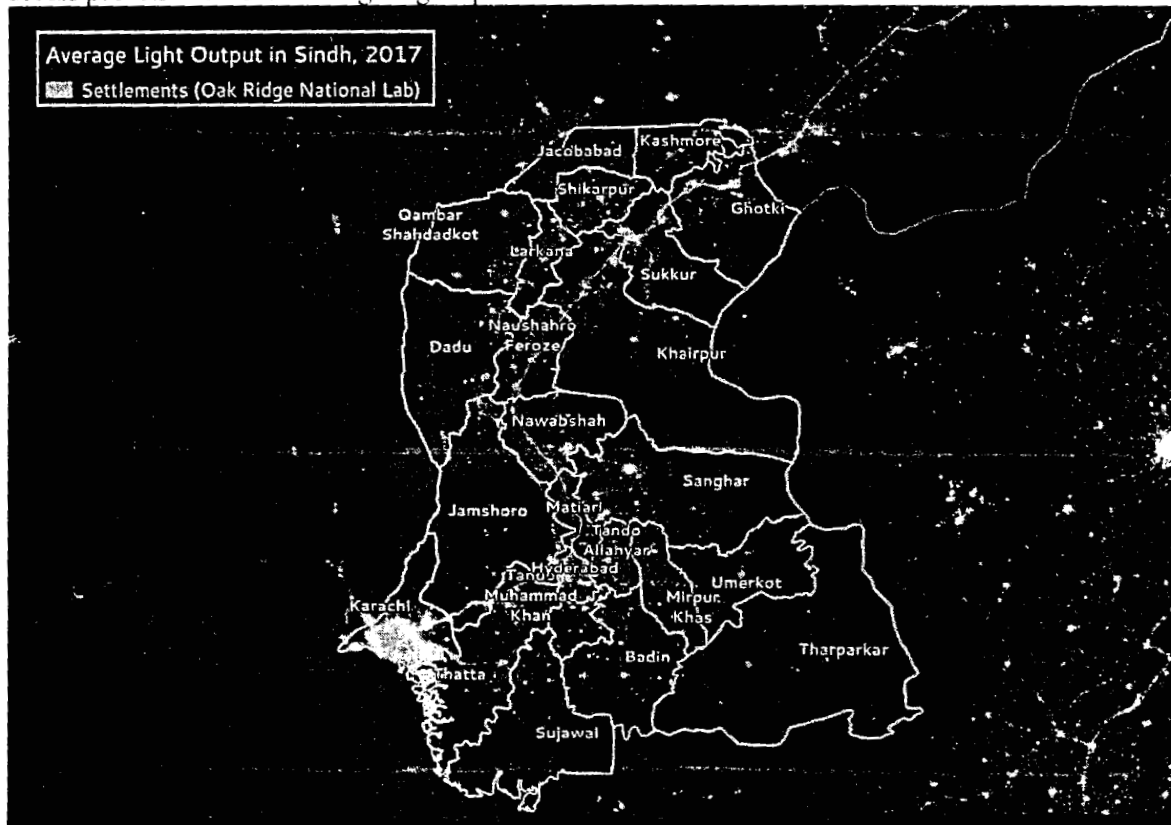 Average Light Output in Sindh, 2017
Settlements (Oak Ridge National Lab)
Kashmore
Jacobabad
Shikarpur
Ghotki
Qambar
Shahdadkot
Larkana
Sukkur
Naushahro
Feroze
Dadu
Khairpur
Nawabshah
Sanghar
Matiari
Jamshoro
Tando
Allahyar
Hyderabad
Umerkot
Muhammad
Khan
Mirpur
Khas
Karachi
Badin
Tharparkar
Sujawal